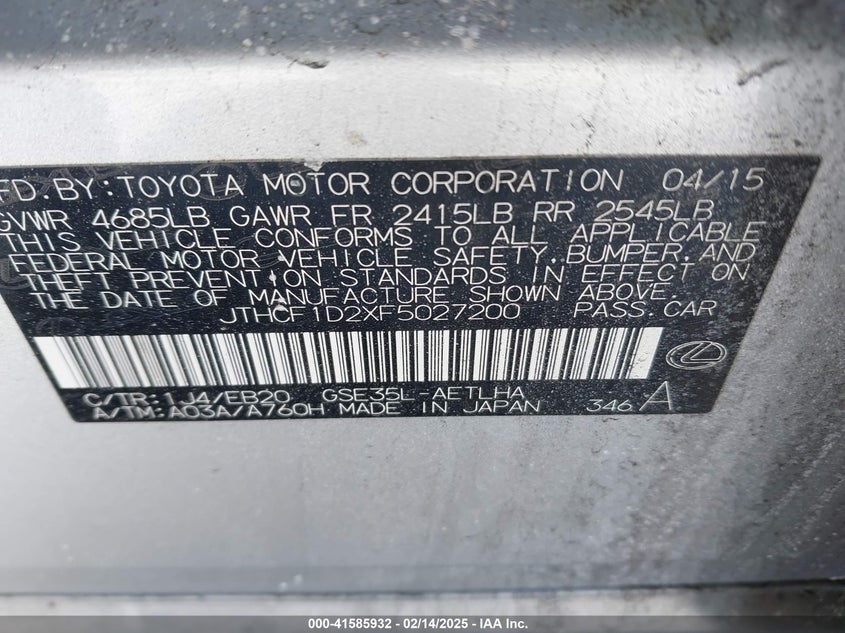 FD. BY: TOYOTA MOTOR CORPORATION 04/15
GVWR 4685LB GAWR FR 2415LB RR 2545LB
THIS VEHICLE CONFORMS TO ALL APPLICABLE
FEDERAL MOTOR VEHICLE SAFETY, BUMPER, AND
THEFT PREVENTION STANDARDS IN EFFECT ON
THE DATE OF MANUFACTURE SHOWN ABOVE.
JTHCF1D2XF5027200 PASS. CAR
C/TR: 1J4/EB20 GSE35L-AETLHA
A/TM: A03A/A760H MADE IN JAPAN 346 A
000-41585932 - 02/14/2025 - IAA Inc.